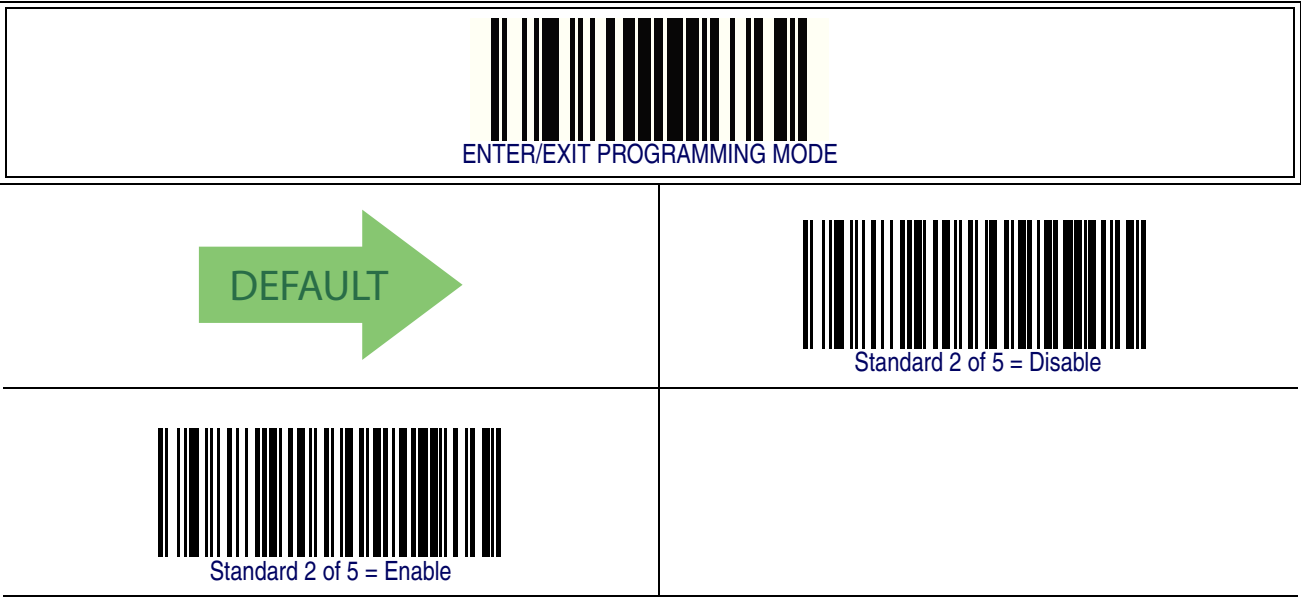 ENTER/EXIT PROGRAMMING MODE
DEFAULT
Standard 2 of 5 = Disable
Standard 2 of 5 = Enable